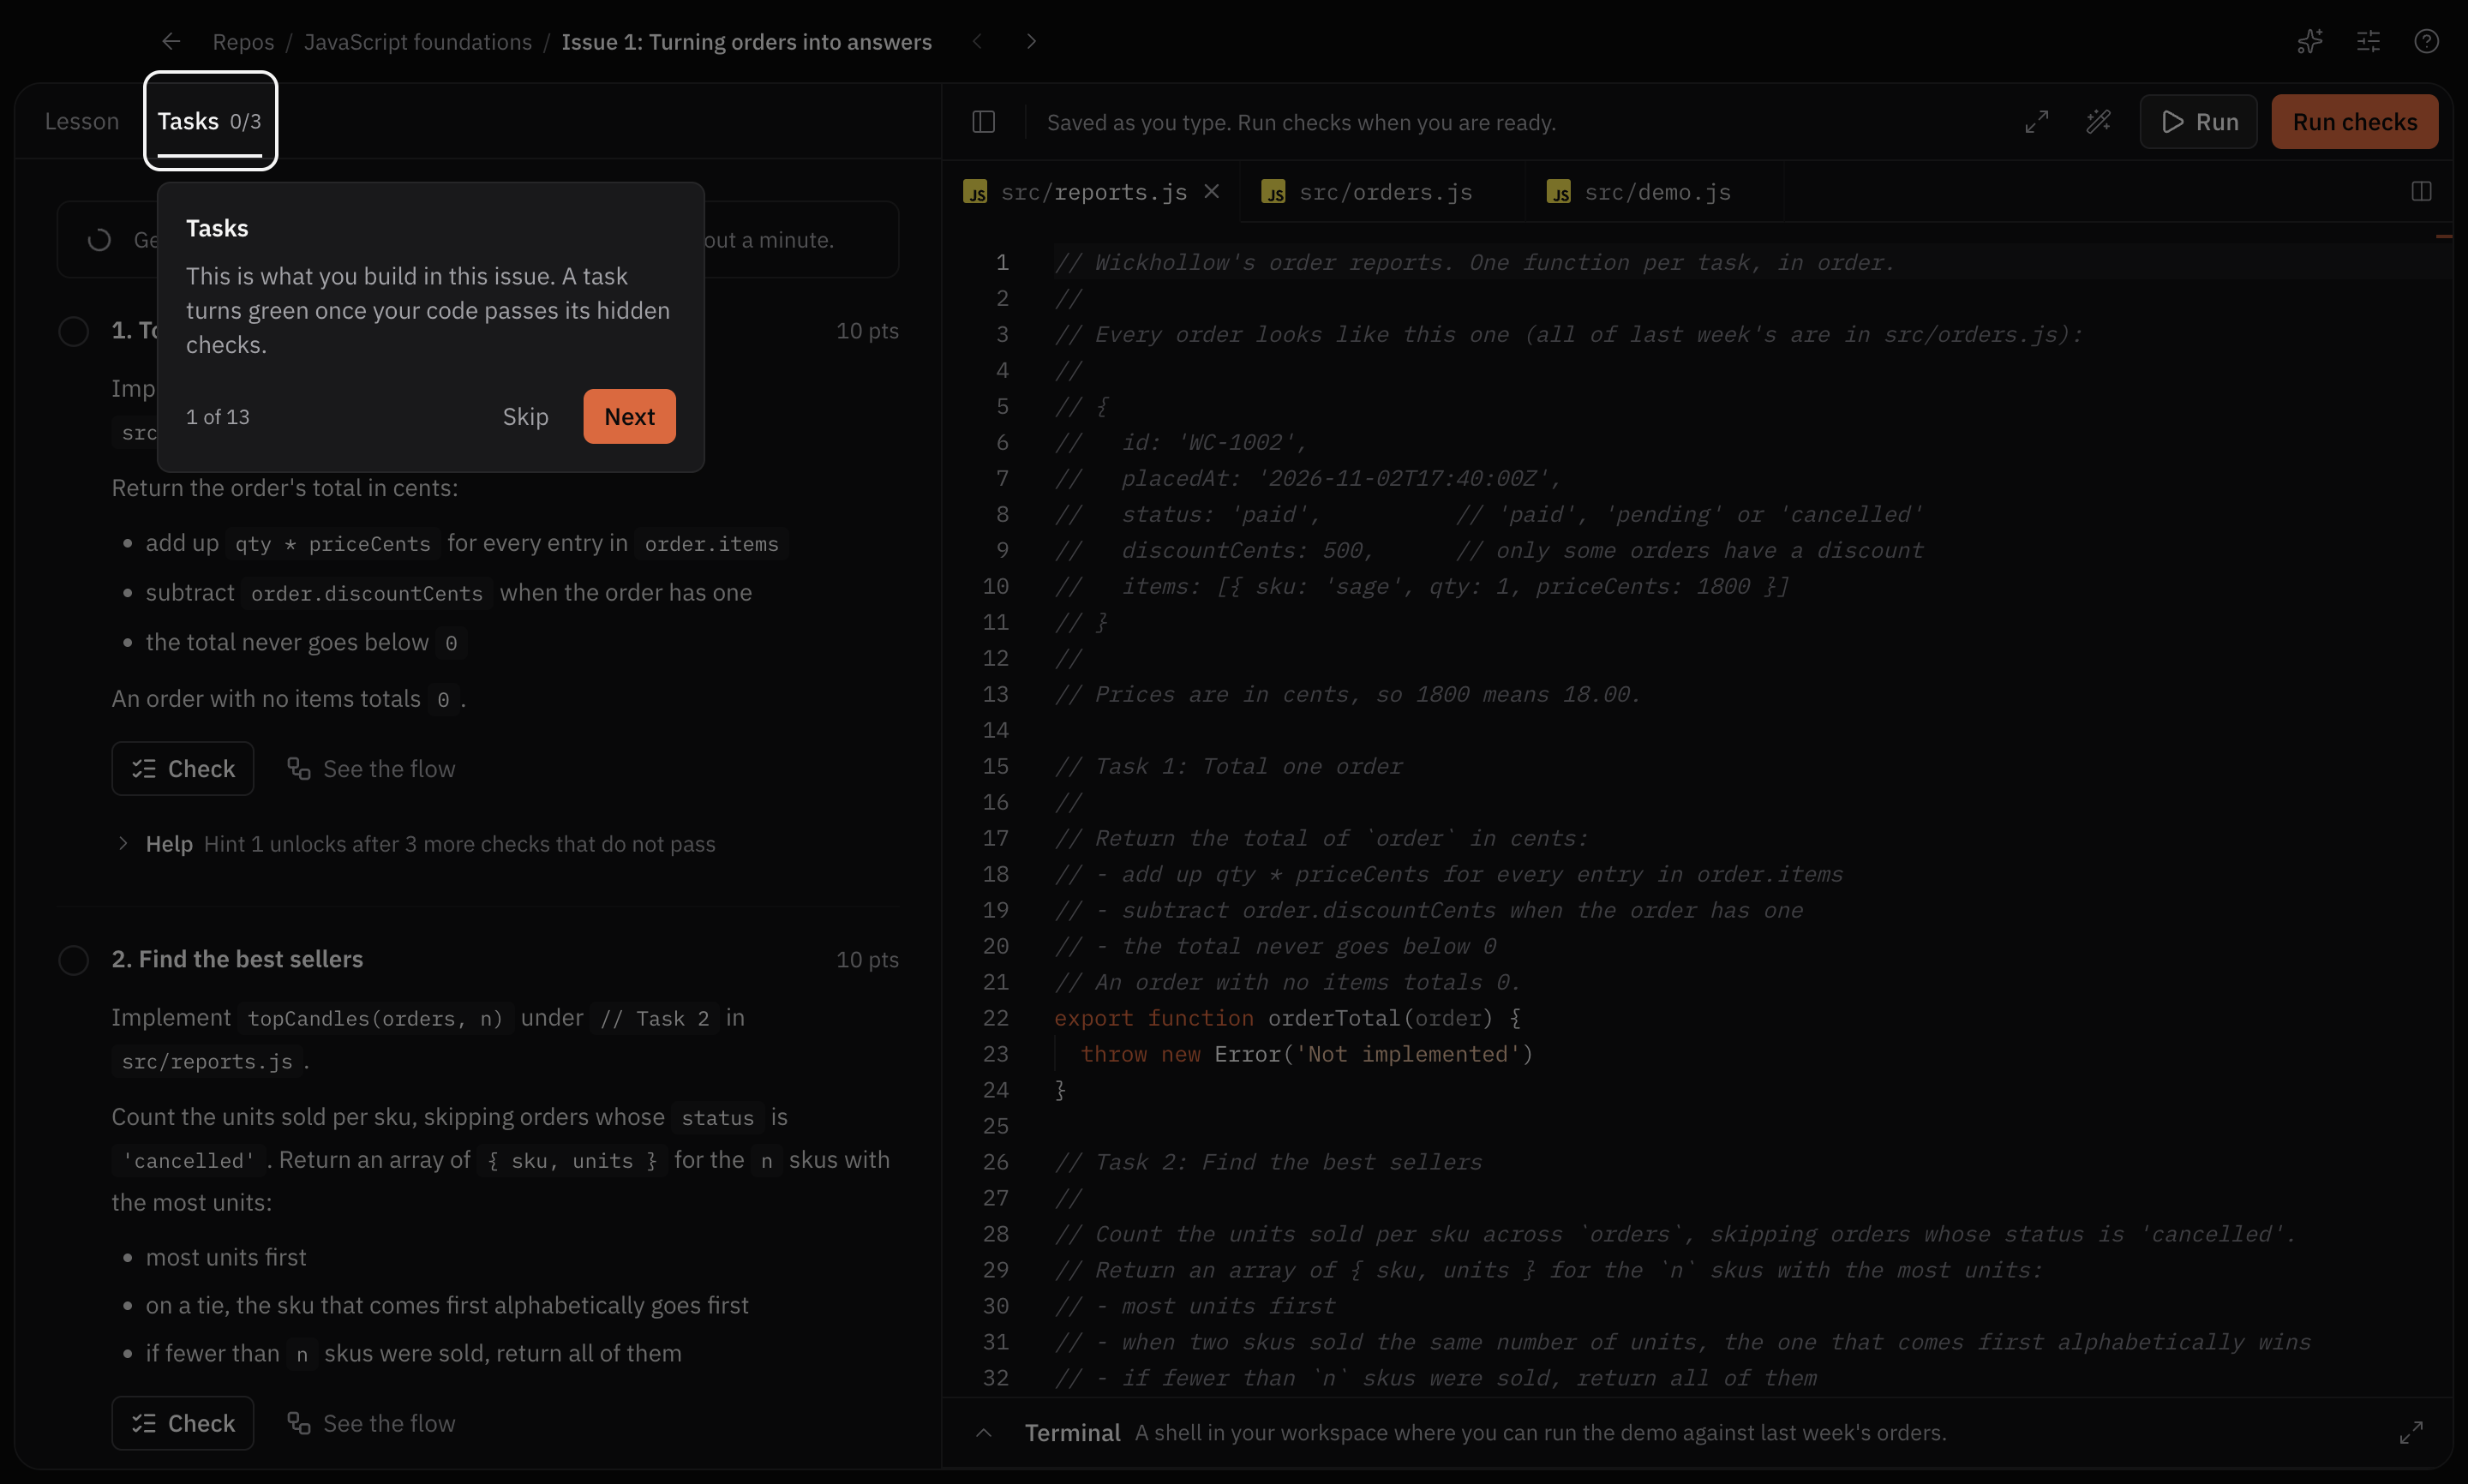 Repos / JavaScript foundations / Issue 1: Turning orders into answers
Lesson
Tasks 0/3
Saved as you type. Run checks when you are ready.
Run
Run checks
Tasks
This is what you build in this issue. A task
turns green once your code passes its hidden
checks.
1 of 13
Skip
Next
out a minute.
1.
10 pts
Return the order's total in cents:
• add up qty * priceCents for every entry in order.items
• subtract order.discountCents when the order has one
• the total never goes below 0
An order with no items totals 0.
Check
See the flow
Help Hint 1 unlocks after 3 more checks that do not pass
2. Find the best sellers
10 pts
Implement topCandles(orders, n) under // Task 2 in
src/reports.js.
Count the units sold per sku, skipping orders whose status is
'cancelled'. Return an array of { sku, units } for the n skus with
the most units:
• most units first
• on a tie, the sku that comes first alphabetically goes first
• if fewer than n skus were sold, return all of them
Check
See the flow
JS src/reports.js
JS src/orders.js
JS src/demo.js
1 // Wickhollow's order reports. One function per task, in order.
2 //
3 // Every order looks like this one (all of last week's are in src/orders.js):
4 //
5 // {
6 //   id: 'WC-1002',
7 //   placedAt: '2026-11-02T17:40:00Z',
8 //   status: 'paid',          // 'paid', 'pending' or 'cancelled'
9 //   discountCents: 500,      // only some orders have a discount
10 //   items: [{ sku: 'sage', qty: 1, priceCents: 1800 }]
11 // }
12 //
13 // Prices are in cents, so 1800 means 18.00.
14
15 // Task 1: Total one order
16 //
17 // Return the total of `order` in cents:
18 // - add up qty * priceCents for every entry in order.items
19 // - subtract order.discountCents when the order has one
20 // - the total never goes below 0
21 // An order with no items totals 0.
22 export function orderTotal(order) {
23   throw new Error('Not implemented')
24 }
25
26 // Task 2: Find the best sellers
27 //
28 // Count the units sold per sku across `orders`, skipping orders whose status is 'cancelled'.
29 // Return an array of { sku, units } for the `n` skus with the most units:
30 // - most units first
31 // - when two skus sold the same number of units, the one that comes first alphabetically wins
32 // - if fewer than `n` skus were sold, return all of them
Terminal A shell in your workspace where you can run the demo against last week's orders.